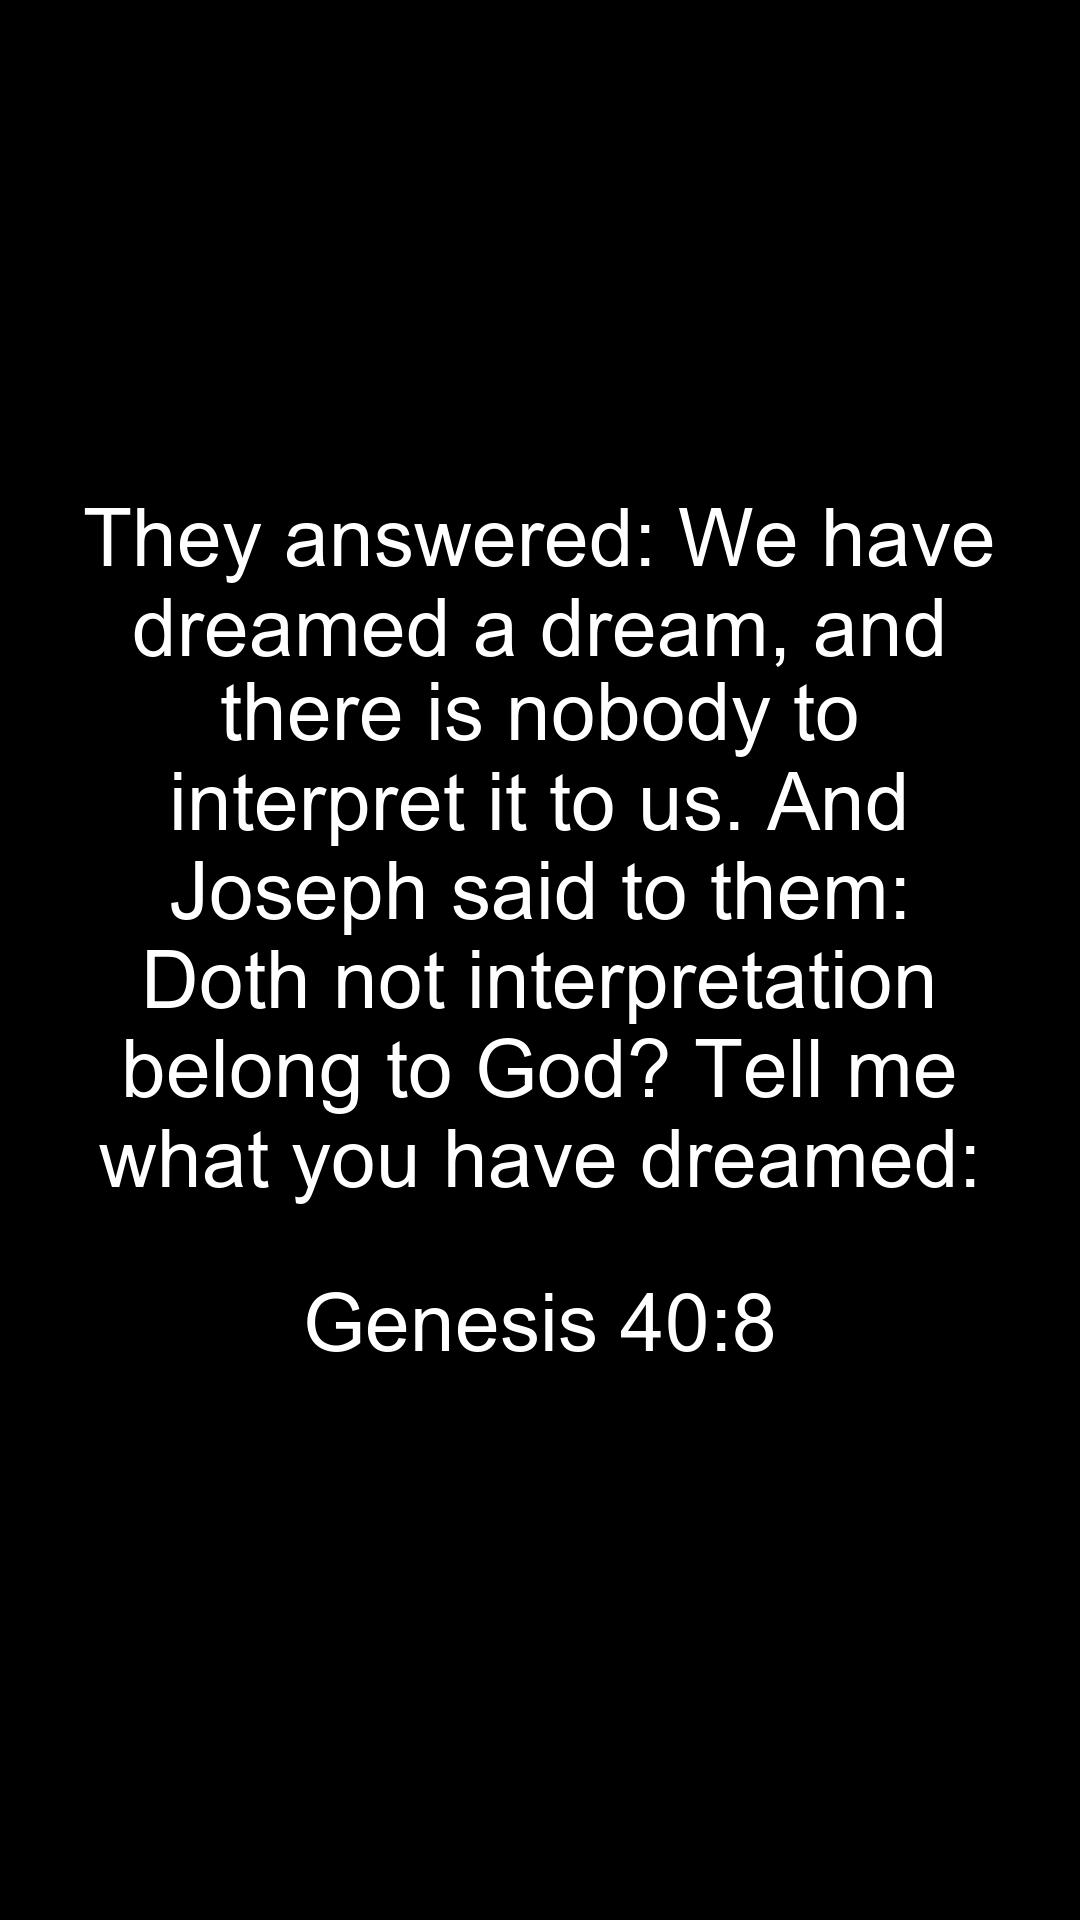 They answered: We have
dreamed a dream, and
there is nobody to
interpret it to us. And
Joseph said to them:
Doth not interpretation
belong to God? Tell me
what you have dreamed:
Genesis 40:8